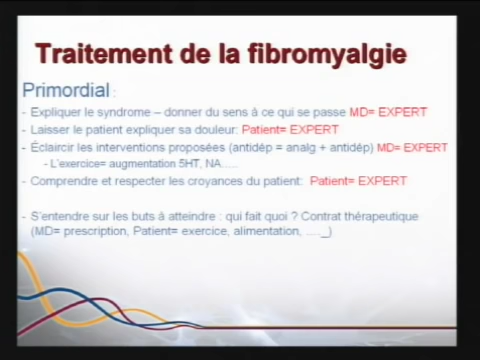 Traitement de la fibromyalgie
Primordial :
- Expliquer le syndrome – donner du sens à ce qui se passe MD= EXPERT
- Laisser le patient expliquer sa douleur: Patient= EXPERT
- Éclaircir les interventions proposées (antidép = analg + antidép) MD= EXPERT
- L'exercice= augmentation 5HT, NA.....
- Comprendre et respecter les croyances du patient: Patient= EXPERT
- S'entendre sur les buts à atteindre : qui fait quoi ? Contrat thérapeutique
(MD= prescription, Patient= exercice, alimentation, ...._)